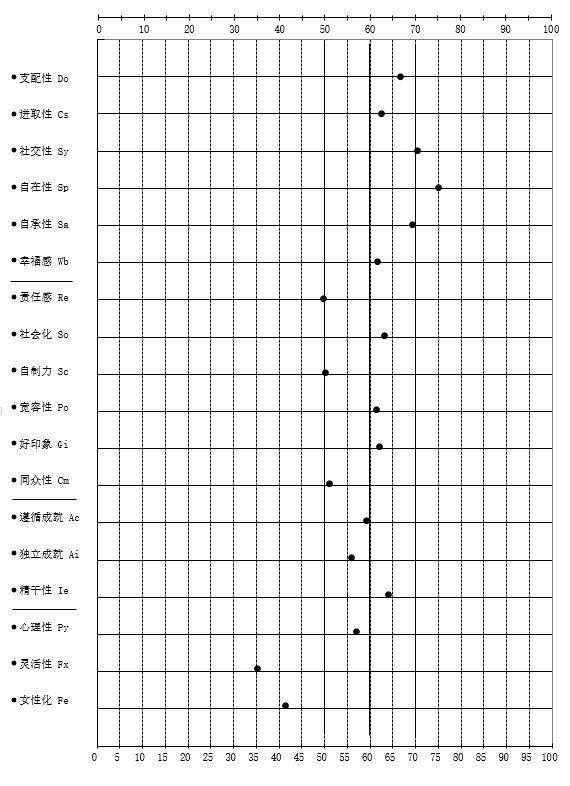 0 10 20 30 40 50 60 70 80 90 100
支配性 Do
进取性 Cs
社交性 Sy
自在性 Sp
自承性 Sa
幸福感 Wb
责任感 Re
社会化 So
自制力 Sc
宽容性 Po
好印象 Gi
同众性 Cm
遵循成就 Ac
独立成就 Ai
精干性 Ie
心理性 Py
灵活性 Fx
女性化 Fe
0 5 10 15 20 25 30 35 40 45 50 55 60 65 70 75 80 85 90 95 100